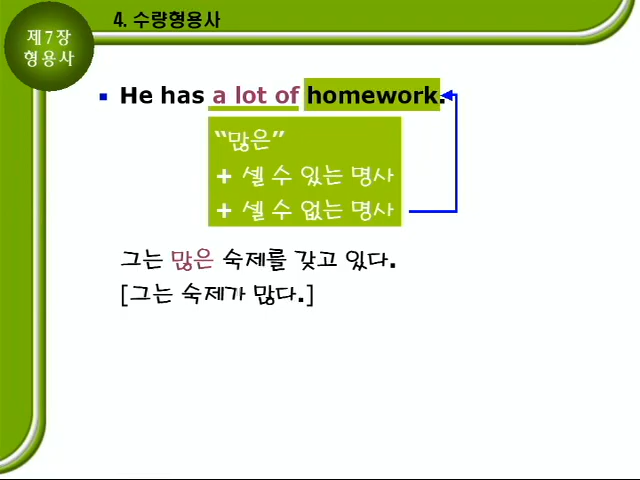 4. 수량형용사
제7장
형용사
▪ He has a lot of homework.
“많은”
+ 셀 수 있는 명사
+ 셀 수 없는 명사
그는 많은 숙제를 갖고 있다.
[그는 숙제가 많다.]